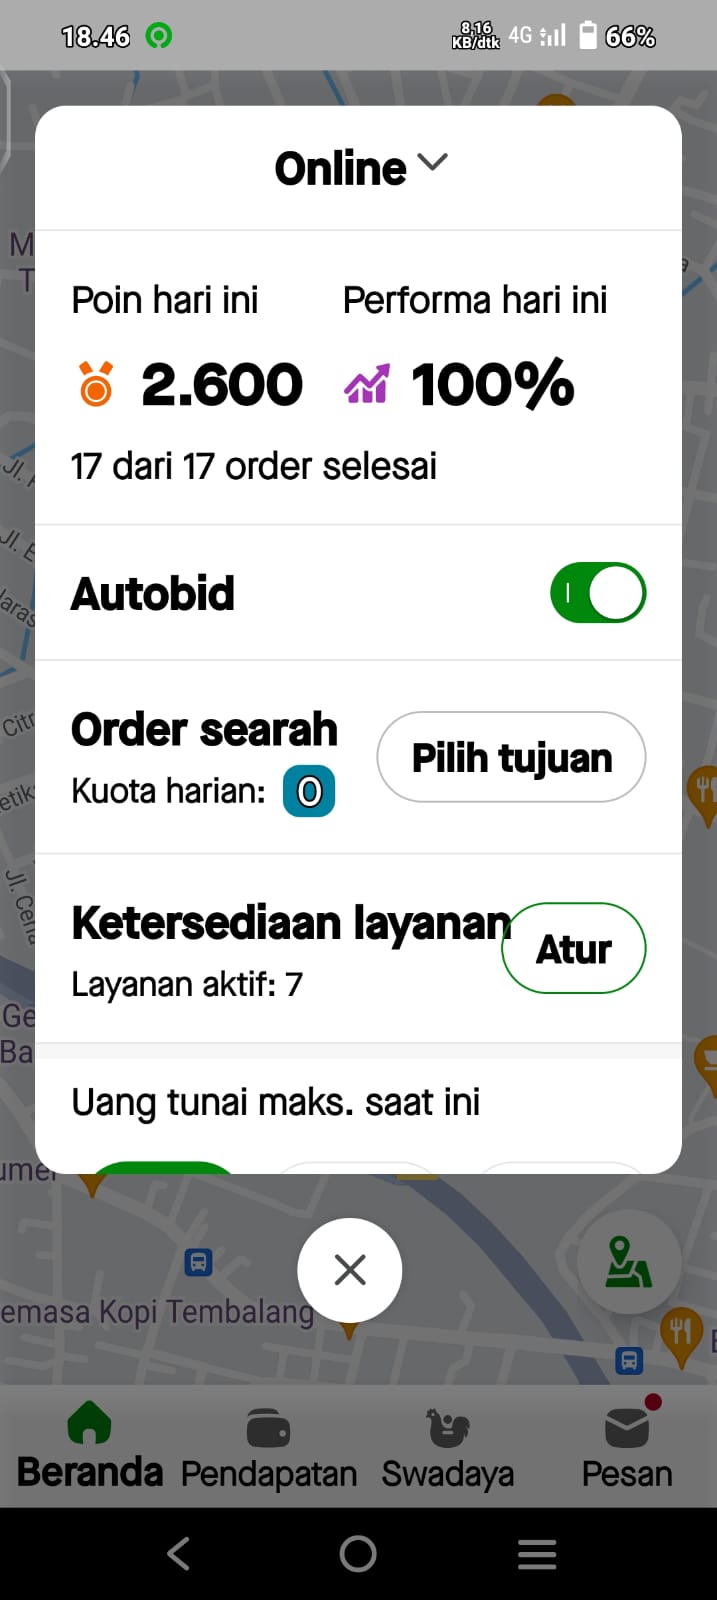 18.46
8,16
KB/dtk
4G
66%
Online
Poin hari ini
Performa hari ini
2.600
100%
17 dari 17 order selesai
Autobid
Order searah
Pilih tujuan
Kuota harian: 0
Ketersediaan layanan
Atur
Layanan aktif: 7
Uang tunai maks. saat ini
emasa Kopi Tembalang
Beranda
Pendapatan
Swadaya
Pesan